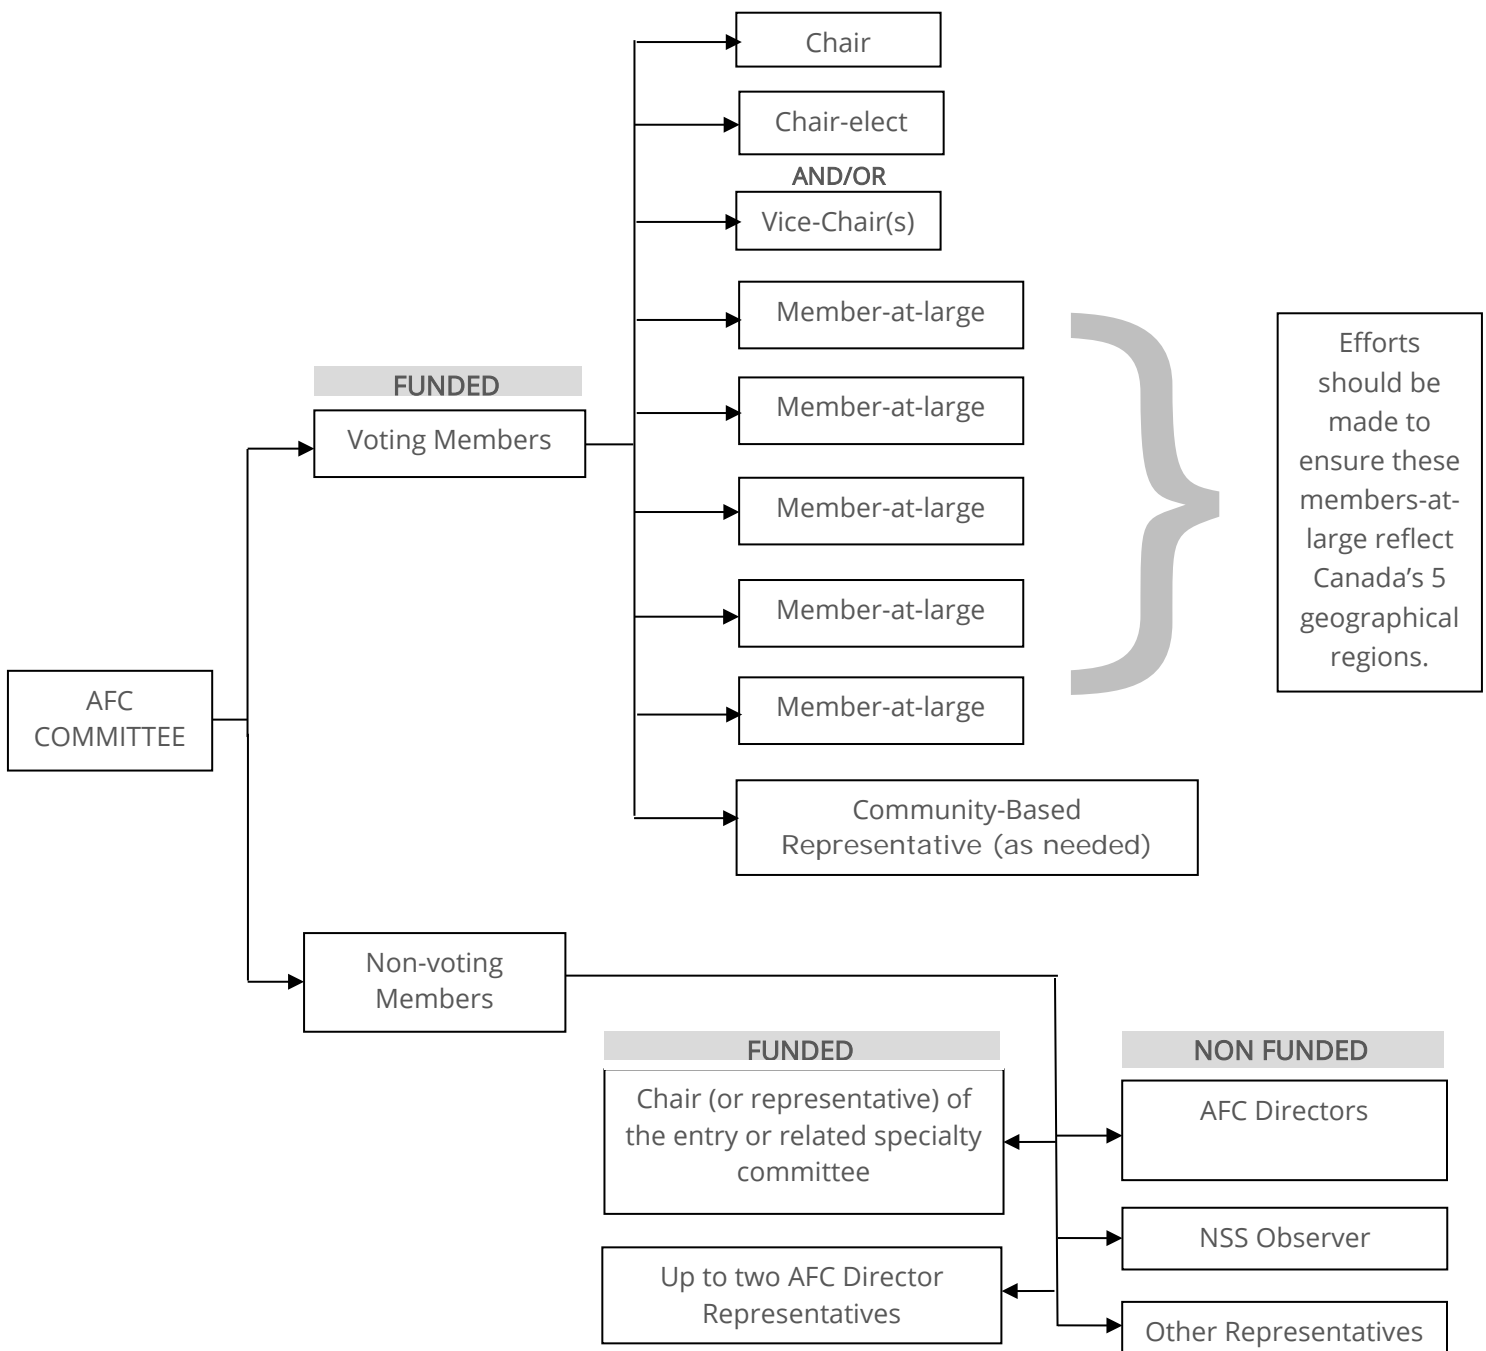 Chair
Chair-elect
AND/OR
Vice-Chair(s)
Member-at-large
Member-at-large
Member-at-large
Member-at-large
Member-at-large
Efforts
should be
made to
ensure these
members-at-
large reflect
Canada’s 5
geographical
regions.
FUNDED
Voting Members
AFC
COMMITTEE
Community-Based
Representative (as needed)
Non-voting
Members
FUNDED
Chair (or representative) of
the entry or related specialty
committee
Up to two AFC Director
Representatives
NON FUNDED
AFC Directors
NSS Observer
Other Representatives